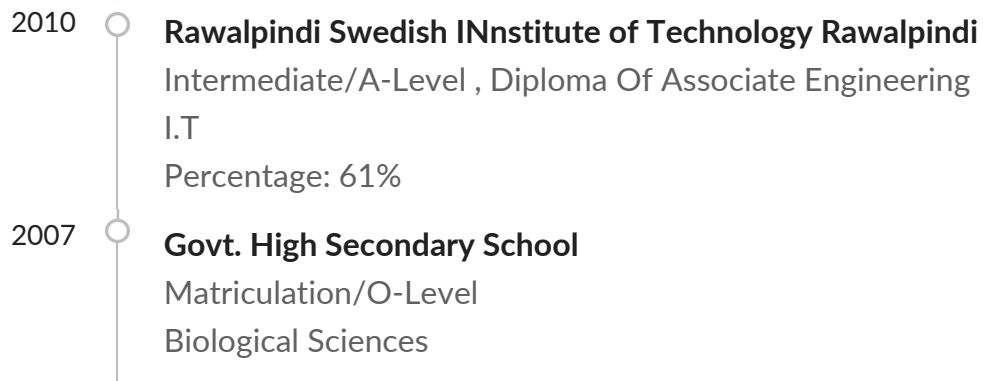 2010
Rawalpindi Swedish INnstitute of Technology Rawalpindi
Intermediate/A-Level , Diploma Of Associate Engineering
I.T
Percentage: 61%
2007
Govt. High Secondary School
Matriculation/O-Level
Biological Sciences